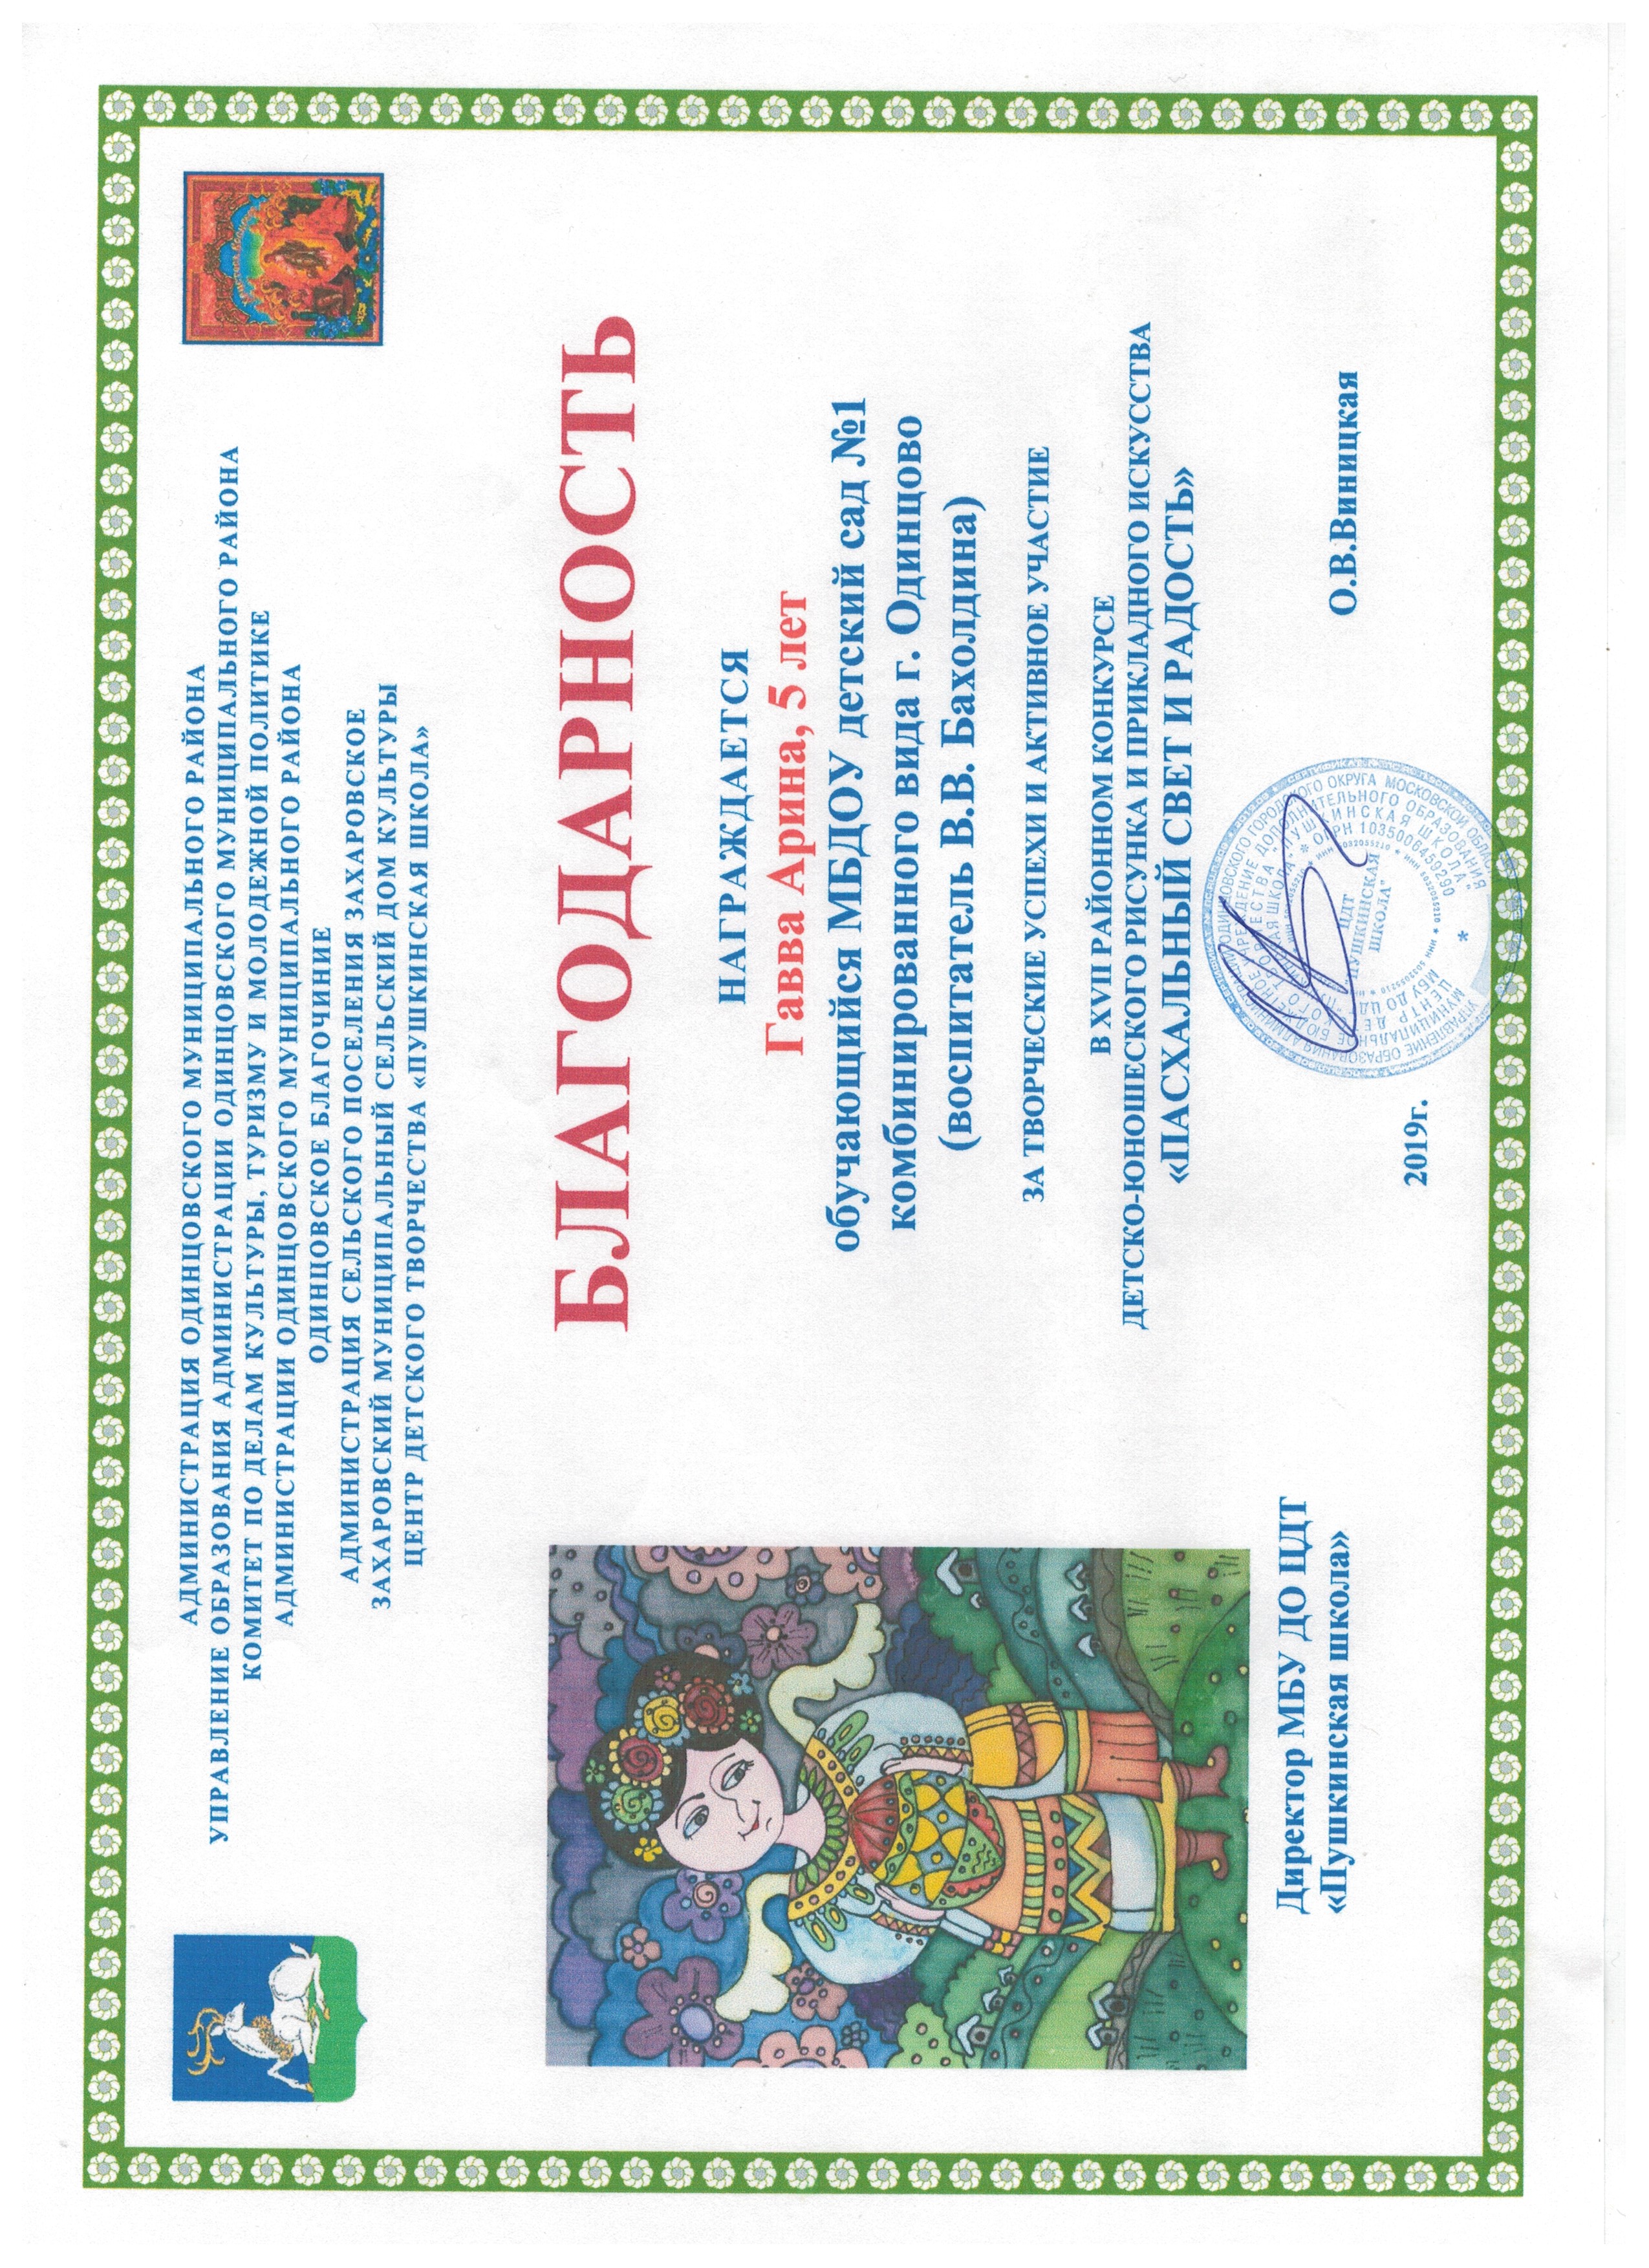 АДМИНИСТРАЦИЯ ОДИНЦОВСКОГО МУНИЦИПАЛЬНОГО РАЙОНА
УПРАВЛЕНИЕ ОБРАЗОВАНИЯ АДМИНИСТРАЦИИ ОДИНЦОВСКОГО МУНИЦИПАЛЬНОГО РАЙОНА
КОМИТЕТ ПО ДЕЛАМ КУЛЬТУРЫ, ТУРИЗМУ И МОЛОДЕЖНОЙ ПОЛИТИКЕ
АДМИНИСТРАЦИИ ОДИНЦОВСКОГО МУНИЦИПАЛЬНОГО РАЙОНА
ОДИНЦОВСКОЕ БЛАГОЧИНИЕ
АДМИНИСТРАЦИЯ СЕЛЬСКОГО ПОСЕЛЕНИЯ ЗАХАРОВСКОЕ
ЗАХАРОВСКИЙ МУНИЦИПАЛЬНЫЙ СЕЛЬСКИЙ ДОМ КУЛЬТУРЫ
ЦЕНТР ДЕТСКОГО ТВОРЧЕСТВА «ПУШКИНСКАЯ ШКОЛА»
БЛАГОДАРНОСТЬ
НАГРАЖДАЕТСЯ
Гавва Арина, 5 лет
обучающийся МБДОУ детский сад №1
комбинированного вида г. Одинцово
(воспитатель В.В. Бахолдина)
ЗА ТВОРЧЕСКИЕ УСПЕХИ И АКТИВНОЕ УЧАСТИЕ
В XVII РАЙОННОМ КОНКУРСЕ
ДЕТСКО-ЮНОШЕСКОГО РИСУНКА И ПРИКЛАДНОГО ИСКУССТВА
«ПАСХАЛЬНЫЙ СВЕТ И РАДОСТЬ»
Директор МБУ ДО ЦДТ
«Пушкинская школа»
О.В.Виницкая
ЦДТ
"ПУШКИНСКАЯ
ШКОЛА"
2019г.